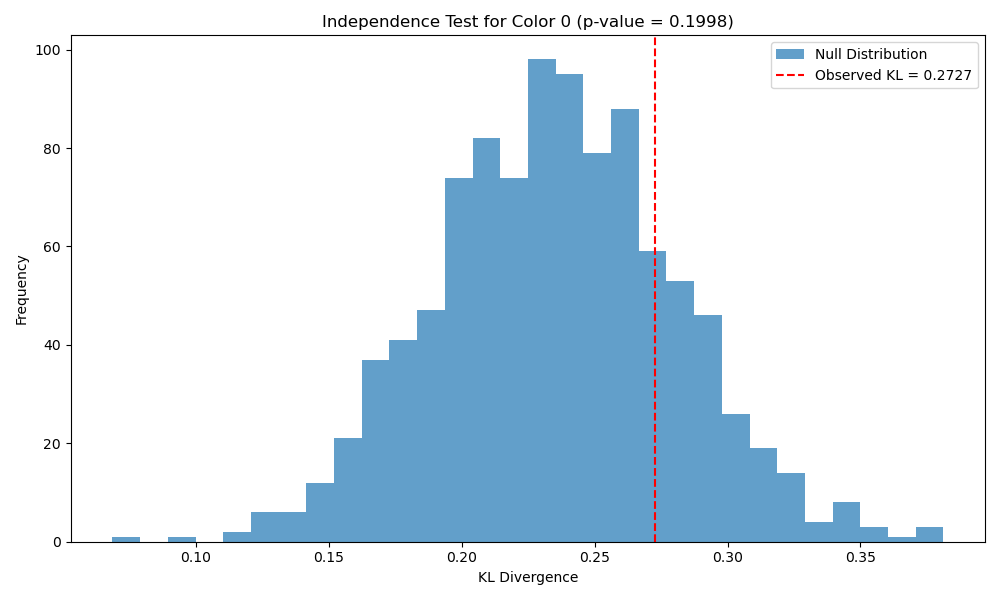 Independence Test for Color 0 (p-value = 0.1998)
Null Distribution
Observed KL = 0.2727
Frequency
100
80
60
40
20
0
0.10
0.15
0.20
0.25
0.30
0.35
KL Divergence